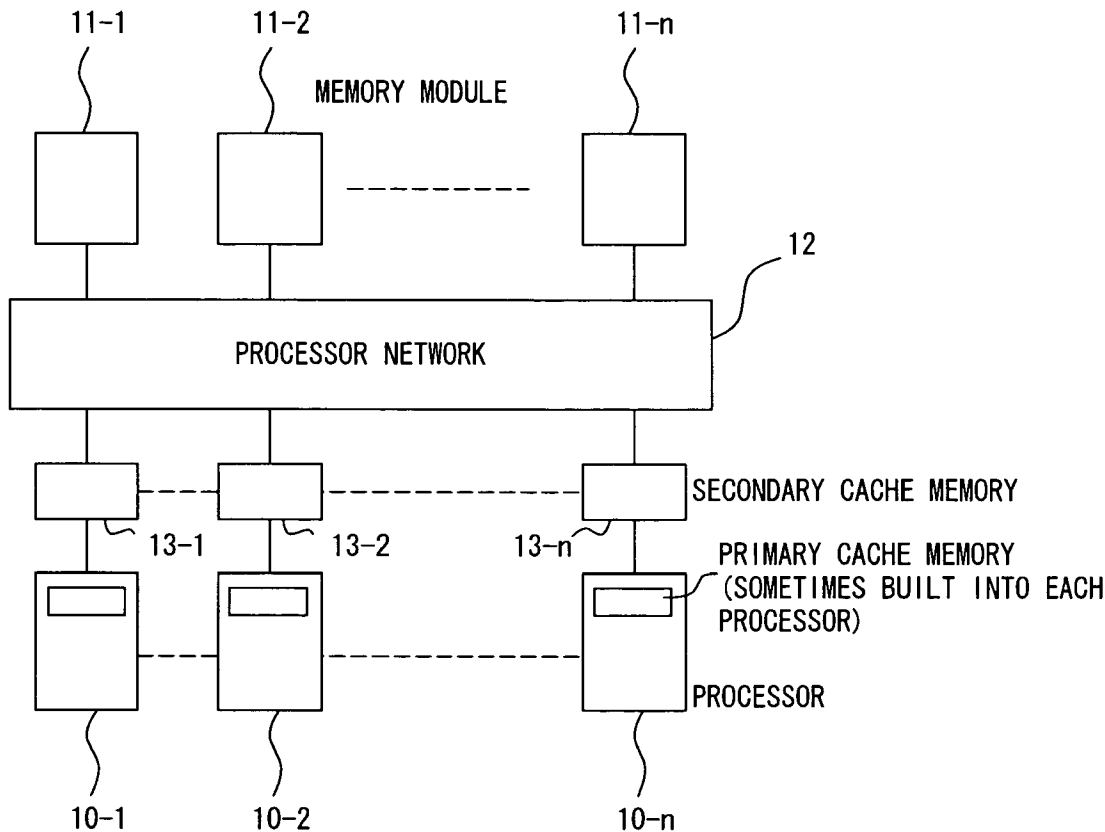 11-1
11-2
11-n
MEMORY MODULE
12
PROCESSOR NETWORK
SECONDARY CACHE MEMORY
13-1
13-2
13-n
PRIMARY CACHE MEMORY
(SOMETIMES BUILT INTO EACH
PROCESSOR)
PROCESSOR
10-1
10-2
10-n